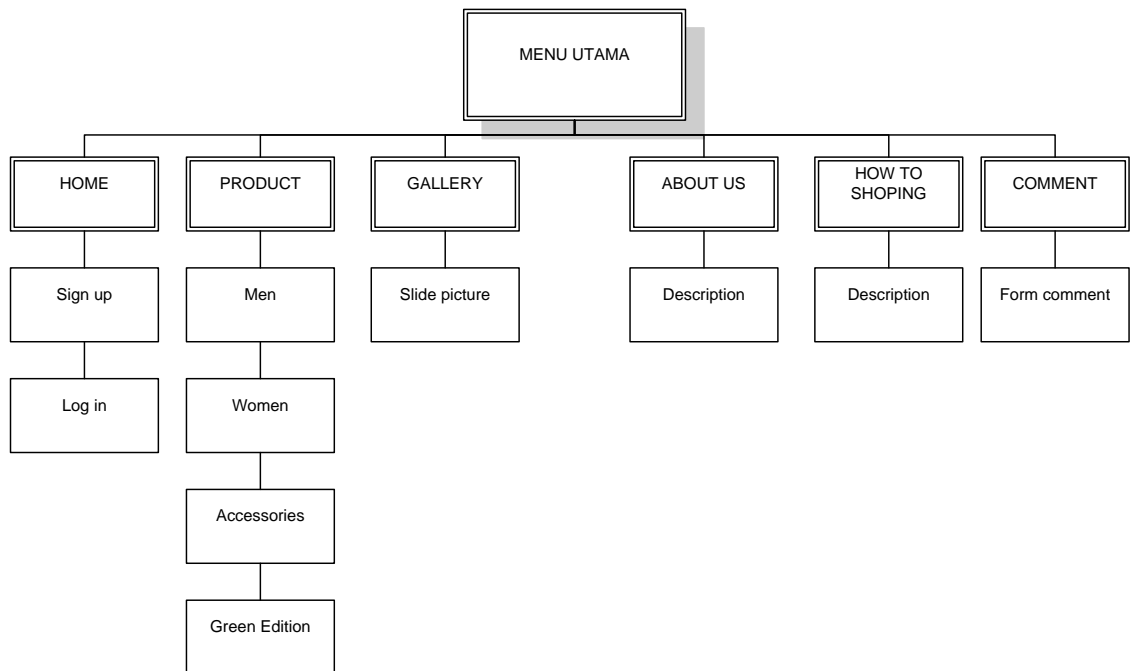 MENU UTAMA
HOME
PRODUCT
GALLERY
ABOUT US
HOW TO
SHOPING
COMMENT
Sign up
Men
Slide picture
Description
Description
Form comment
Log in
Women
Accessories
Green Edition